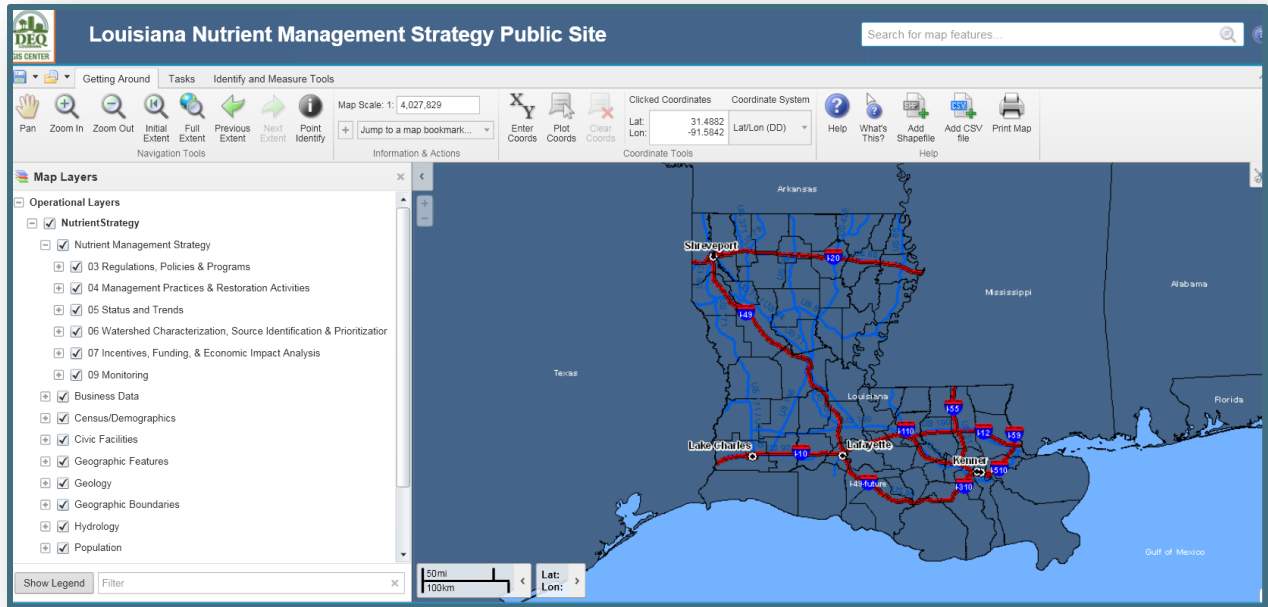 DEQ
LOUISIANA
GIS CENTER
Louisiana Nutrient Management Strategy Public Site
Search for map features...
Getting Around
Tasks
Identify and Measure Tools
Pan
Zoom In
Zoom Out
Initial Extent
Full Extent
Previous Extent
Next Extent
Point Identify
Navigation Tools
Map Scale: 1: 4,027,829
Jump to a map bookmark...
Information & Actions
XY
Enter Coords
Plot Coords
Clear Coords
Clicked Coordinates
Coordinate System
Lat: 31.4882
Lon: -91.5842
Lat/Lon (DD)
Coordinate Tools
Help
What's This?
SHP
Add Shapefile
CSV
Add CSV file
Print Map
Help
Map Layers
Operational Layers
NutrientStrategy
Nutrient Management Strategy
03 Regulations, Policies & Programs
04 Management Practices & Restoration Activities
05 Status and Trends
06 Watershed Characterization, Source Identification & Prioritization
07 Incentives, Funding, & Economic Impact Analysis
09 Monitoring
Business Data
Census/Demographics
Civic Facilities
Geographic Features
Geology
Geographic Boundaries
Hydrology
Population
Show Legend
Filter
Arkansas
Shreveport
I-20
Mississippi
Alabama
I-49
Texas
Louisiana
Florida
I-55
I-110
I-12
I-59
Lake Charles
I-10
Lafayette
Kenner
I-510
I-49-future
I-310
Gulf of Mexico
50mi
100km
Lat:
Lon: